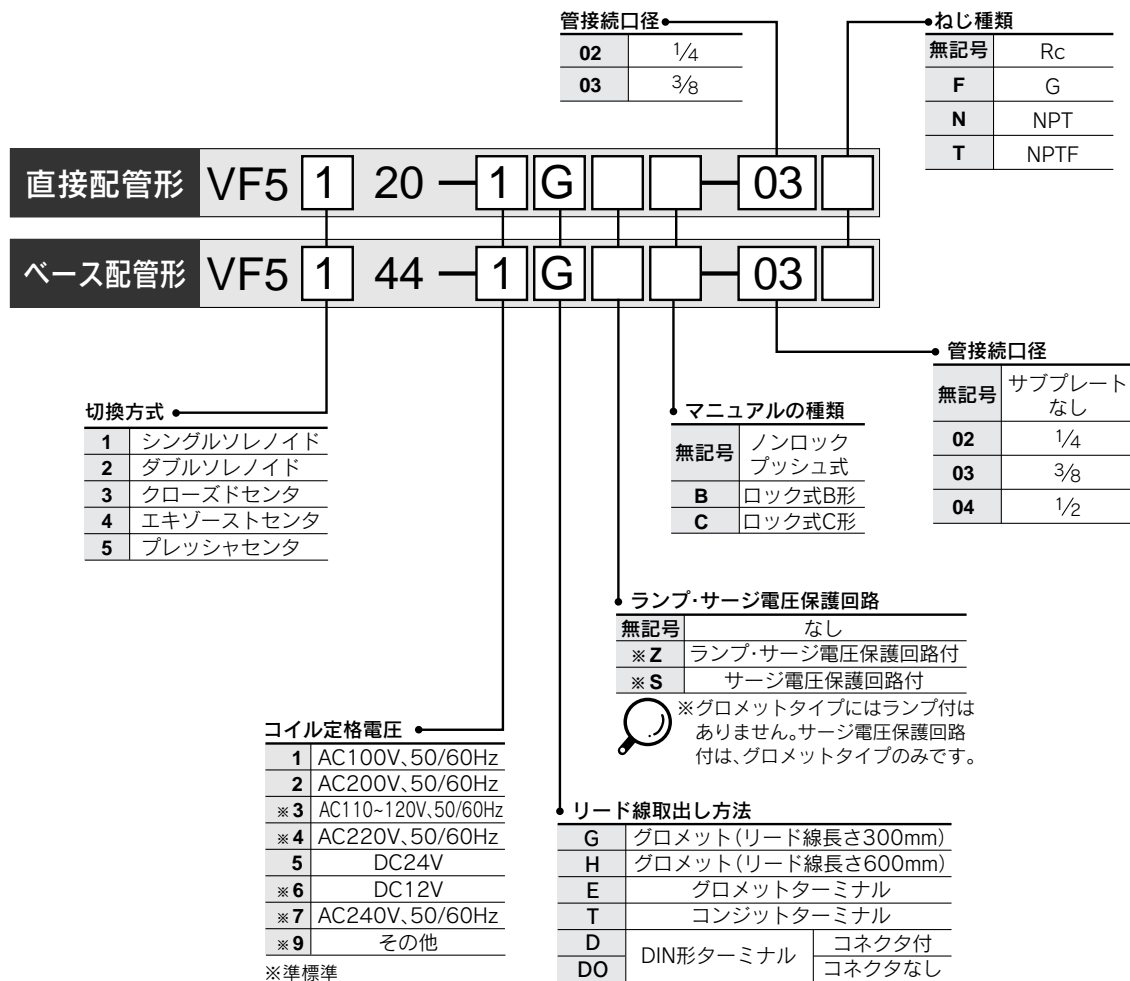 管接続口径
02 1/4
03 3/8
ねじ種類
無記号 Rc
F G
N NPT
T NPTF
直接配管形 VF5 1 20 — 1 G — 03
ベース配管形 VF5 1 44 — 1 G — 03
切換方式
1 シングルソレノイド
2 ダブルソレノイド
3 クローズドセンタ
4 エキゾーストセンタ
5 プレッシャセンタ
マニュアルの種類
無記号 ノンロック
プッシュ式
B ロック式B形
C ロック式C形
管接続口径
無記号 サブプレート
なし
02 1/4
03 3/8
04 1/2
ランプ・サージ電圧保護回路
無記号 なし
※Z ランプ・サージ電圧保護回路付
※S サージ電圧保護回路付
※グロメットタイプにはランプ付は
ありません。サージ電圧保護回路
付は、グロメットタイプのみです。
コイル定格電圧
1 AC100V、50/60Hz
2 AC200V、50/60Hz
※3 AC110~120V、50/60Hz
※4 AC220V、50/60Hz
5 DC24V
※6 DC12V
※7 AC240V、50/60Hz
※9 その他
※準標準
リード線取出し方法
G グロメット(リード線長さ300mm)
H グロメット(リード線長さ600mm)
E グロメットターミナル
T コンジットターミナル
D DIN形ターミナル コネクタ付
DO コネクタなし